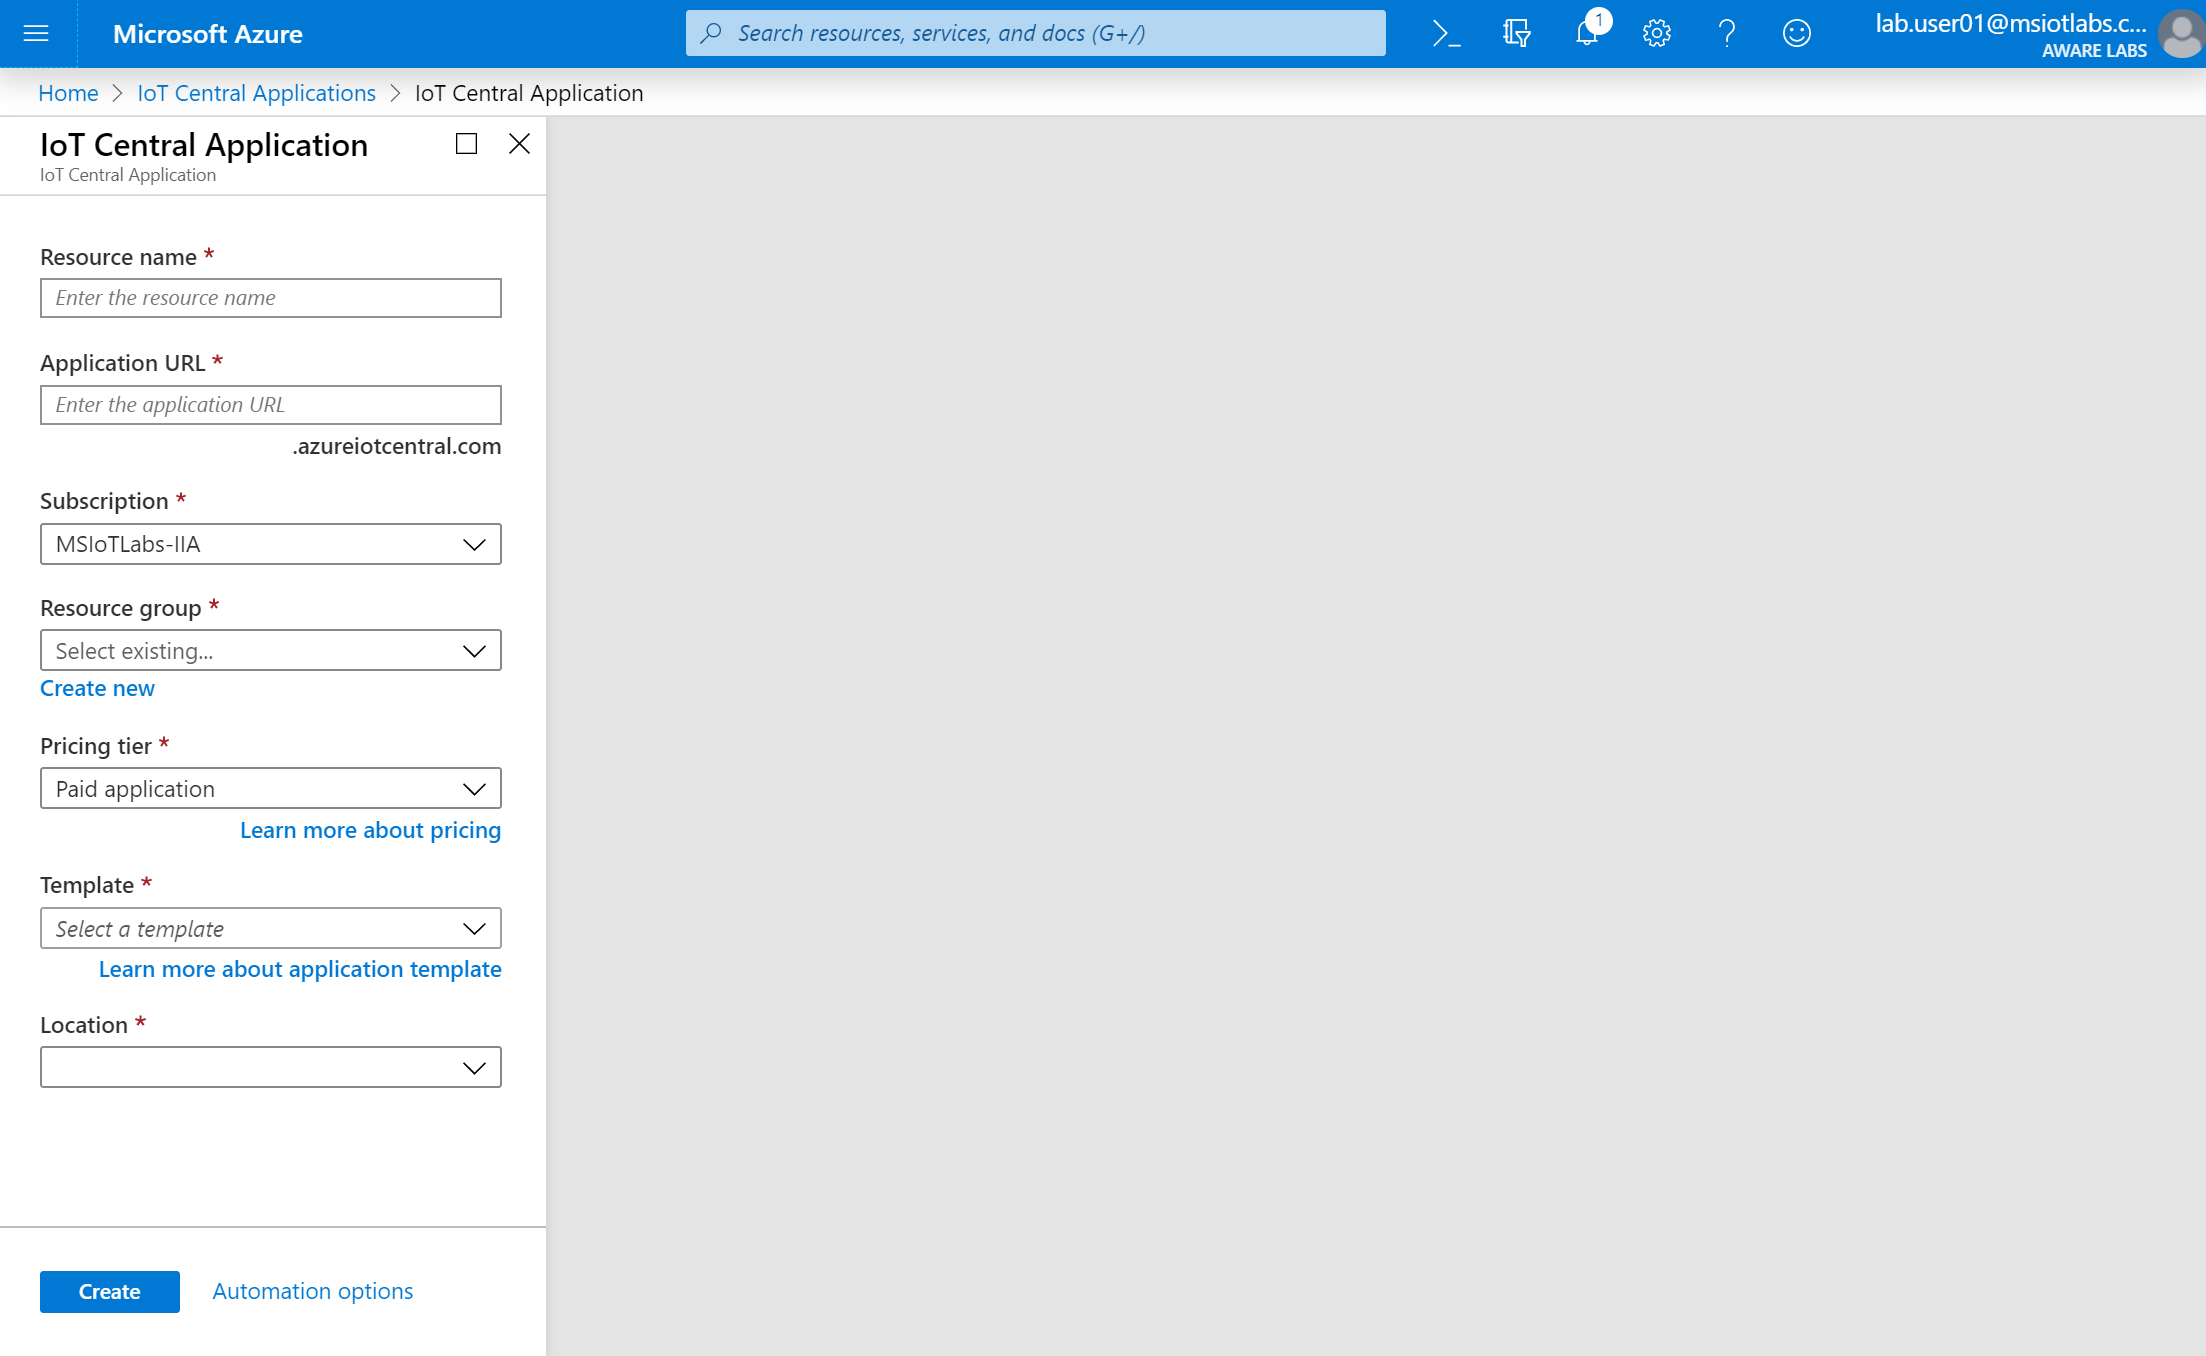 Microsoft Azure
Search resources, services, and docs (G+/)
1
lab.user01@msiotlabs.c...
AWARE LABS
Home > IoT Central Applications > IoT Central Application
IoT Central Application
IoT Central Application
Resource name *
Enter the resource name
Application URL *
Enter the application URL
.azureiotcentral.com
Subscription *
MSIoTLabs-IIA
Resource group *
Select existing...
Create new
Pricing tier *
Paid application
Learn more about pricing
Template *
Select a template
Learn more about application template
Location *
Create
Automation options